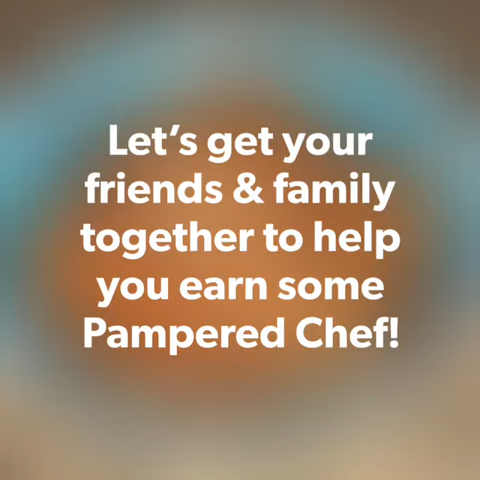 Let’s get your
friends & family
together to help
you earn some
Pampered Chef!